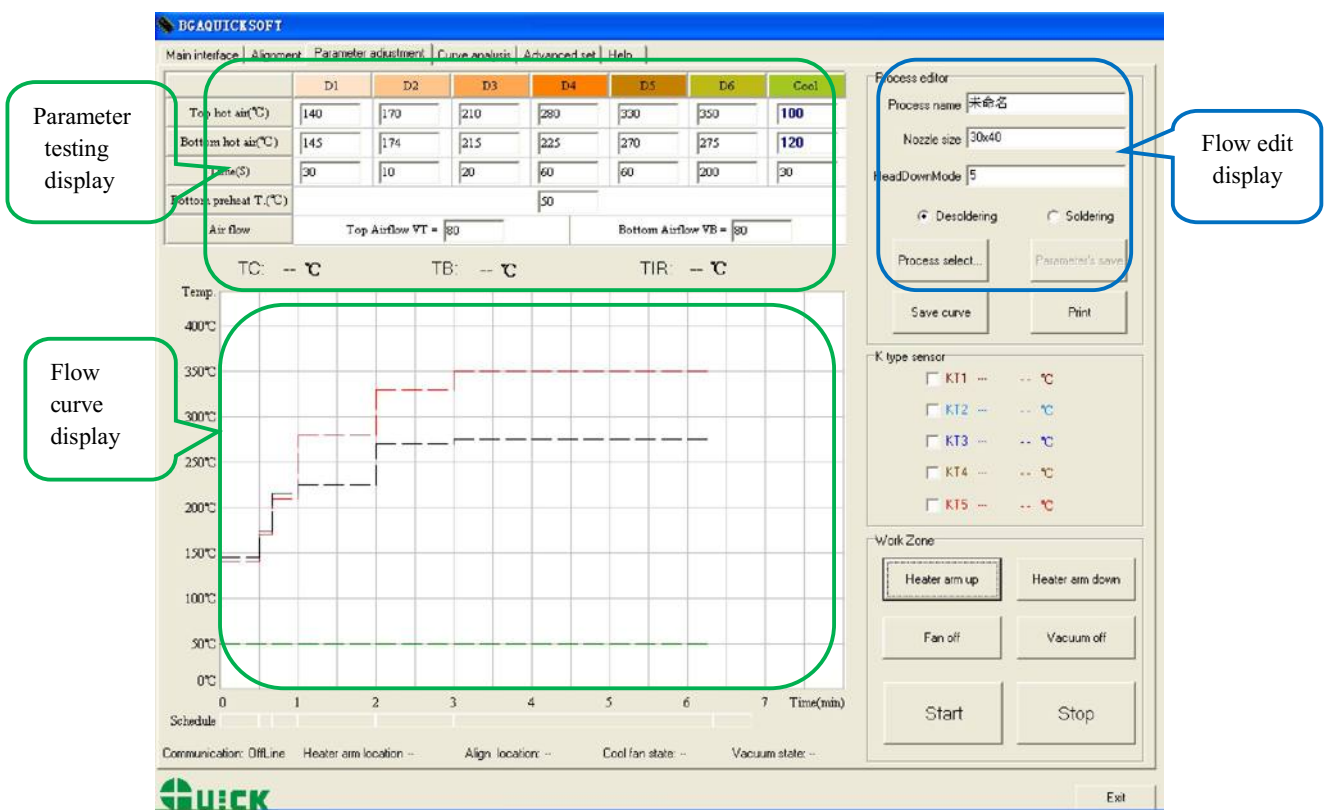 BGAQUICKSOFT
Main interface Alignment Parameter adjustment Curve analysis Advanced set Help
Parameter
testing
display
D1 D2 D3 D4 D5 D6 Cool
Top hot air(℃) 140 170 210 280 330 350 100
Bottom hot air(℃) 145 174 215 225 270 275 120
Time(S) 30 10 20 60 60 200 30
Bottom preheat T.(℃) 50
Air flow Top Airflow VT = 80 Bottom Airflow VB = 80
TC: -- ℃ TB: -- ℃ TIR: -- ℃
Process editor
Process name 未命名
Nozzle size 30x40
HeadDownMode 5
Desoldering Soldering
Process select... Parameter's save
Save curve Print
Flow edit
display
Flow
curve
display
Temp.
400℃
350℃
300℃
250℃
200℃
150℃
100℃
50℃
0℃
0 1 2 3 4 5 6 7 Time(min)
Schedule
K type sensor
KT1 --- -- ℃
KT2 --- -- ℃
KT3 --- -- ℃
KT4 --- -- ℃
KT5 --- -- ℃
Work Zone
Heater arm up Heater arm down
Fan off Vacuum off
Start Stop
Communication: OffLine Heater arm location -- Align location: -- Cool fan state: -- Vacuum state: --
QUICK
Exit